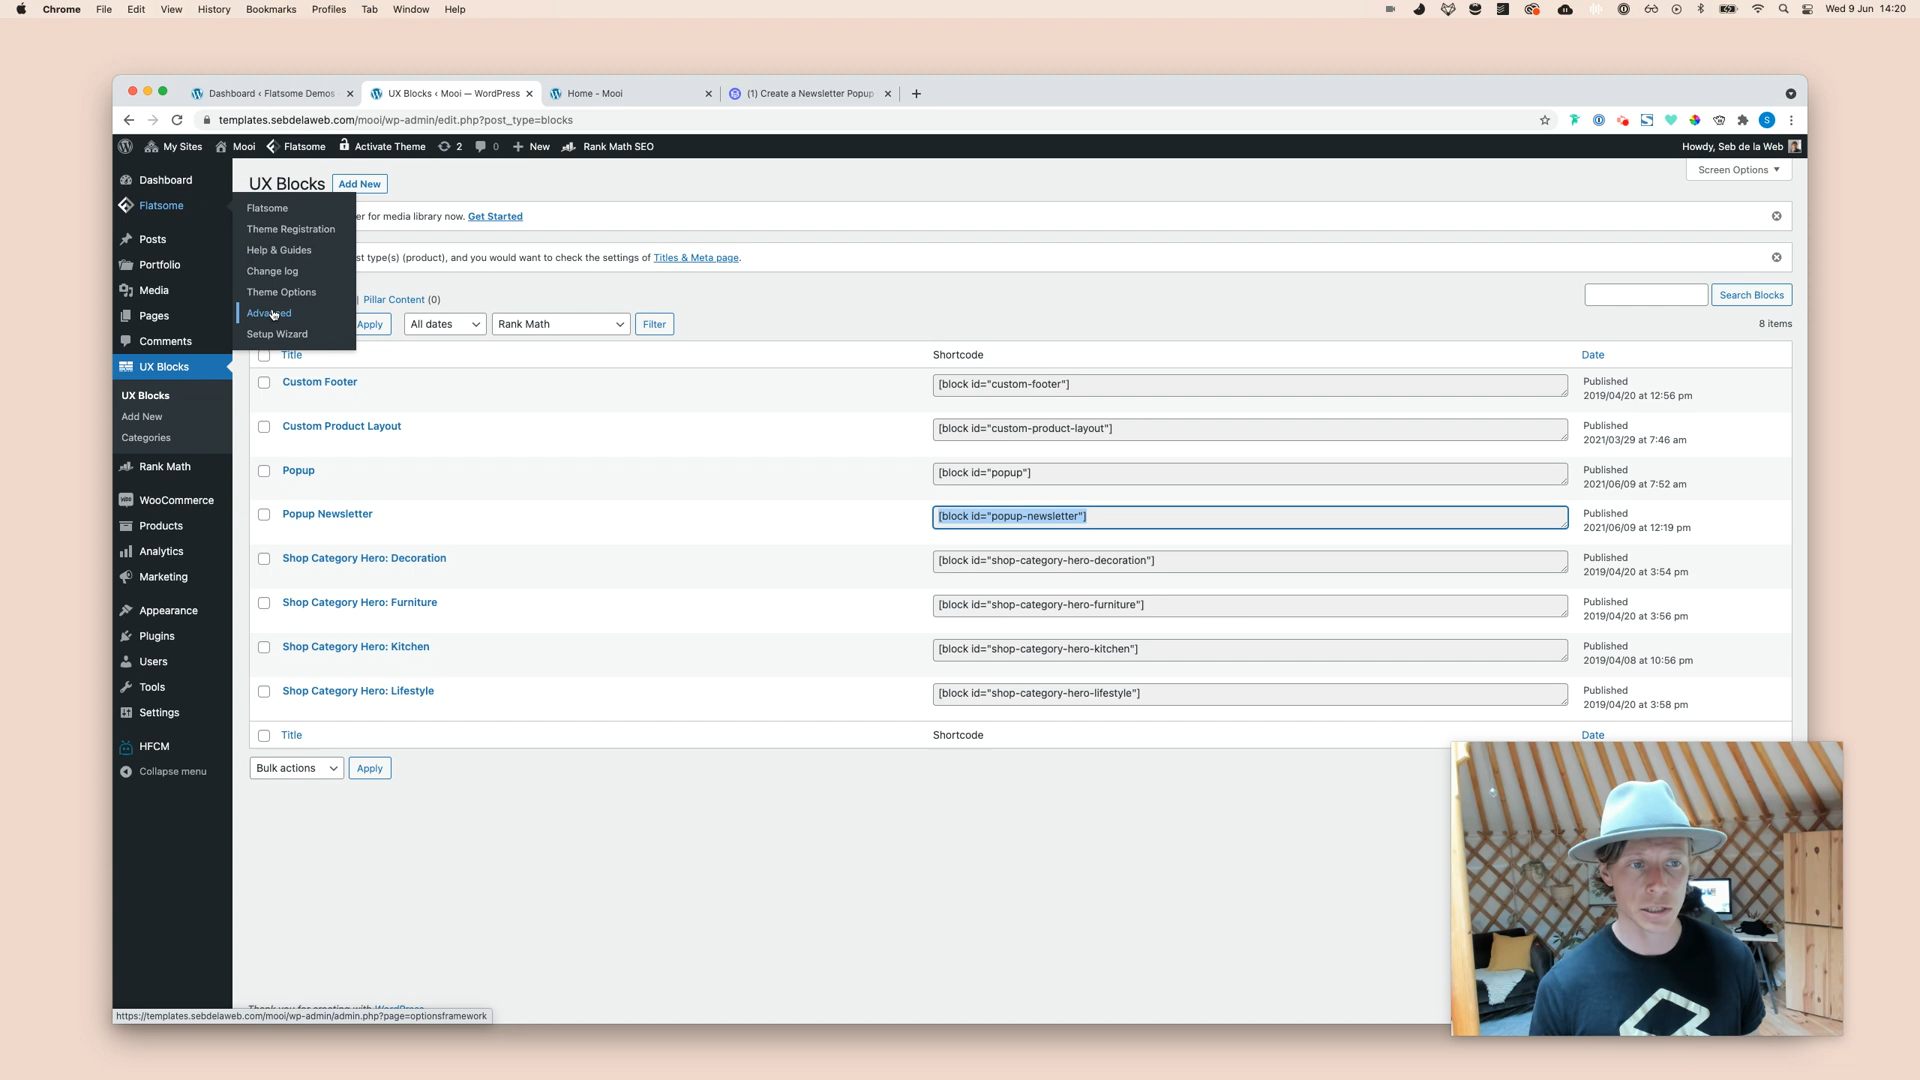 Chrome File Edit View History Bookmarks Profiles Tab Window Help Wed 9 Jun 14:20
Dashboard ‹ Flatsome Demos UX Blocks ‹ Mooi — WordPress Home - Mooi (1) Create a Newsletter Popup
templates.sebdelaweb.com/mooi/wp-admin/edit.php?post_type=blocks
My Sites Mooi Flatsome Activate Theme 2 0 New Rank Math SEO Howdy, Seb de la Web
Dashboard
Flatsome
Posts
Portfolio
Media
Pages
Comments
UX Blocks
UX Blocks
Add New
Categories
Rank Math
WooCommerce
Products
Analytics
Marketing
Appearance
Plugins
Users
Tools
Settings
HFCM
Collapse menu
Flatsome
Theme Registration
Help & Guides
Change log
Theme Options
Advanced
Setup Wizard
UX Blocks Add New Screen Options
er for media library now. Get Started
st type(s) (product), and you would want to check the settings of Titles & Meta page.
| Pillar Content (0) Search Blocks
Apply All dates Rank Math Filter 8 items
Title Shortcode Date
Custom Footer [block id="custom-footer"] Published
2019/04/20 at 12:56 pm
Custom Product Layout [block id="custom-product-layout"] Published
2021/03/29 at 7:46 am
Popup [block id="popup"] Published
2021/06/09 at 7:52 am
Popup Newsletter [block id="popup-newsletter"] Published
2021/06/09 at 12:19 pm
Shop Category Hero: Decoration [block id="shop-category-hero-decoration"] Published
2019/04/20 at 3:54 pm
Shop Category Hero: Furniture [block id="shop-category-hero-furniture"] Published
2019/04/20 at 3:56 pm
Shop Category Hero: Kitchen [block id="shop-category-hero-kitchen"] Published
2019/04/08 at 10:56 pm
Shop Category Hero: Lifestyle [block id="shop-category-hero-lifestyle"] Published
2019/04/20 at 3:58 pm
Title Shortcode Date
Bulk actions Apply
Thank you for creating with WordPress
https://templates.sebdelaweb.com/mooi/wp-admin/admin.php?page=optionsframework